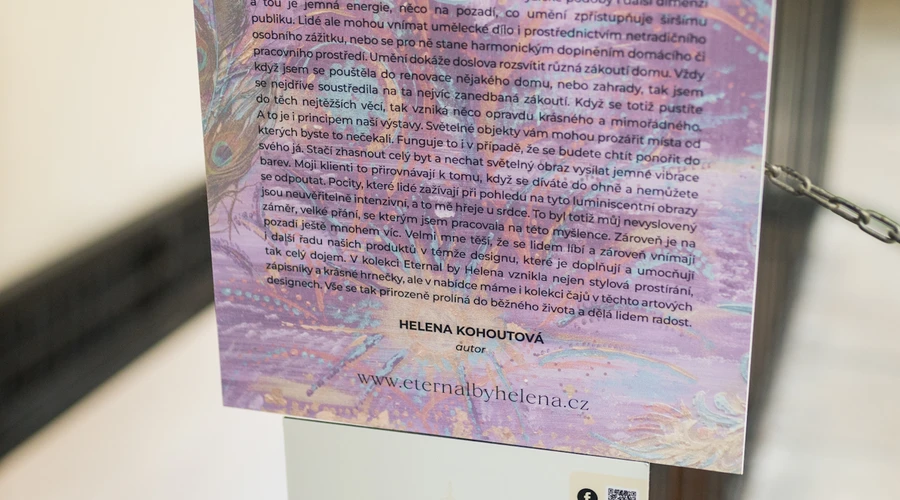 podoby i další dimenzi
a tou je jemná energie, něco na pozadí, co umění zpřístupňuje širšímu
publiku. Lidé ale mohou vnímat umělecké dílo i prostřednictvím netradičního
osobního zážitku, nebo se pro ně stane harmonickým doplněním domácího či
pracovního prostředí. Umění dokáže doslova rozsvítit různá zákoutí domu. Vždy
když jsem se pouštěla do renovace nějakého domu, nebo zahrady, tak jsem
se nejdříve soustředila na ta nejvíc zanedbaná zákoutí. Když se totiž pustíte
do těch nejtěžších věcí, tak vzniká něco opravdu krásného a mimořádného.
A to je i principem naší výstavy. Světelné objekty vám mohou prozářit místa od
kterých byste to nečekali. Funguje to i v případě, že se budete chtít ponořit do
svého já. Stačí zhasnout celý byt a nechat světelný obraz vysílat jemné vibrace
barev. Moji klienti to přirovnávají k tomu, když se díváte do ohně a nemůžete
se odpoutat. Pocity, které lidé zažívají při pohledu na tyto luminiscentní obrazy
jsou neuvěřitelně intenzivní, a to mě hřeje u srdce. To byl totiž můj nevyslovený
záměr, velké přání, se kterým jsem pracovala na této myšlence. Zároveň je na
pozadí ještě mnohem víc. Velmi mne těší, že se lidem líbí a zároveň vnímají
i další řadu našich produktů v témže designu, které je doplňují a umocňují
tak celý dojem. V kolekci Eternal by Helena vznikla nejen stylová prostírání,
zápisníky a krásné hrnečky, ale v nabídce máme i kolekci čajů v těchto artových
designech. Vše se tak přirozeně prolíná do běžného života a dělá lidem radost.
HELENA KOHOUTOVÁ
autor
www.eternalbyhelena.cz